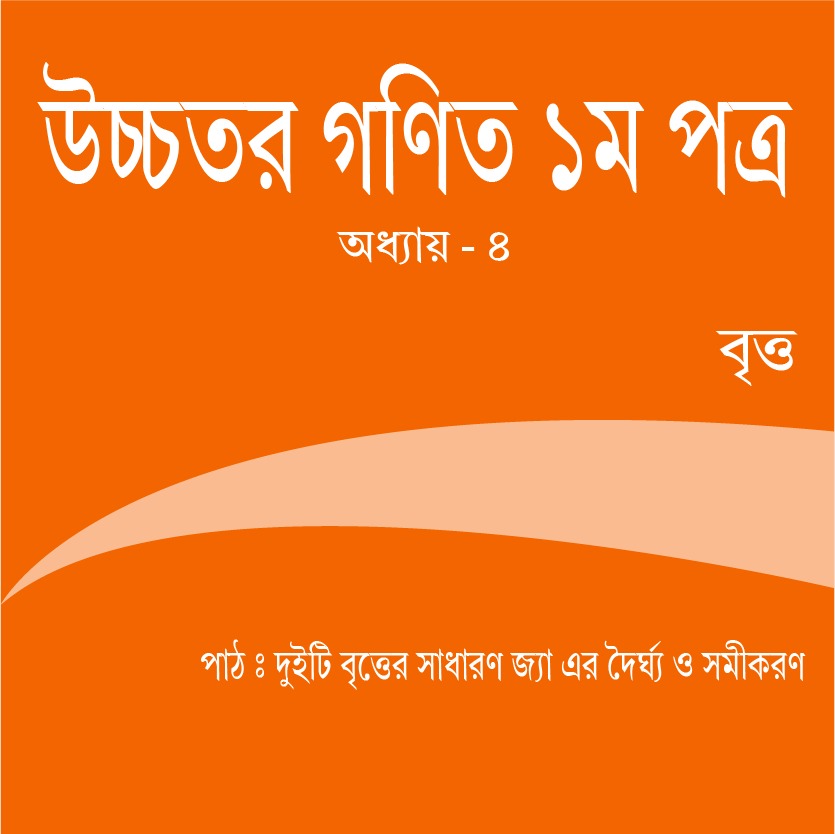 উচ্চতর গণিত ১ম পত্র
অধ্যায় - ৪
বৃত্ত
পাঠ ঃ দুইটি বৃত্তের সাধারণ জ্যা এর দৈর্ঘ্য ও সমীকরণ